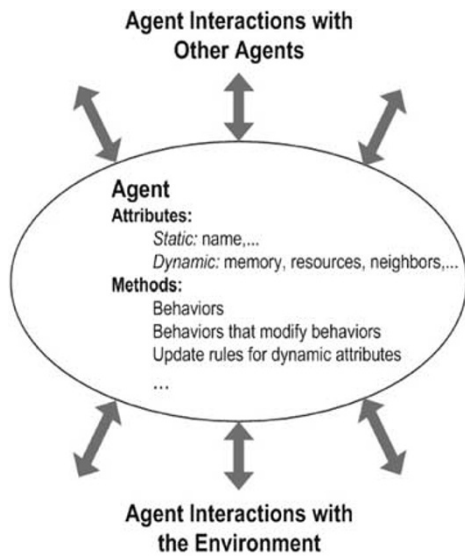 Agent Interactions with
Other Agents
Agent
Attributes:
Static: name,...
Dynamic: memory, resources, neighbors,...
Methods:
Behaviors
Behaviors that modify behaviors
Update rules for dynamic attributes
...
Agent Interactions with
the Environment